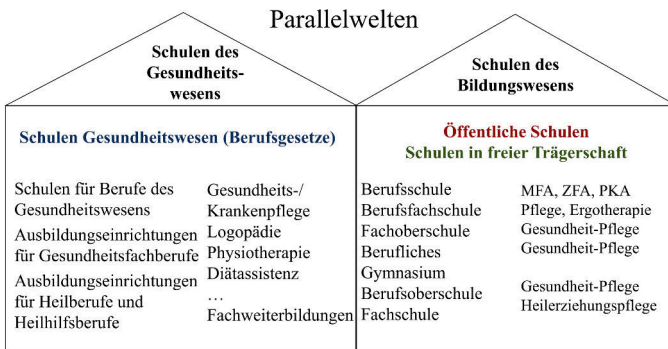 Parallelwelten
Schulen des
Gesundheits-
wesens
Schulen des
Bildungswesens
Schulen Gesundheitswesen (Berufsgesetze)
Schulen für Berufe des
Gesundheitswesens
Ausbildungseinrichtungen
für Gesundheitsfachberufe
Ausbildungseinrichtungen
für Heilberufe und
Heilhilfsberufe
Gesundheits-/
Krankenpflege
Logopädie
Physiotherapie
Diätassistenz
…
Fachweiterbildungen
Öffentliche Schulen
Schulen in freier Trägerschaft
Berufsschule
Berufsfachschule
Fachoberschule
Berufliches
Gymnasium
Berufsoberschule
Fachschule
MFA, ZFA, PKA
Pflege, Ergotherapie
Gesundheit-Pflege
Gesundheit-Pflege
Gesundheit-Pflege
Heilerziehungspflege